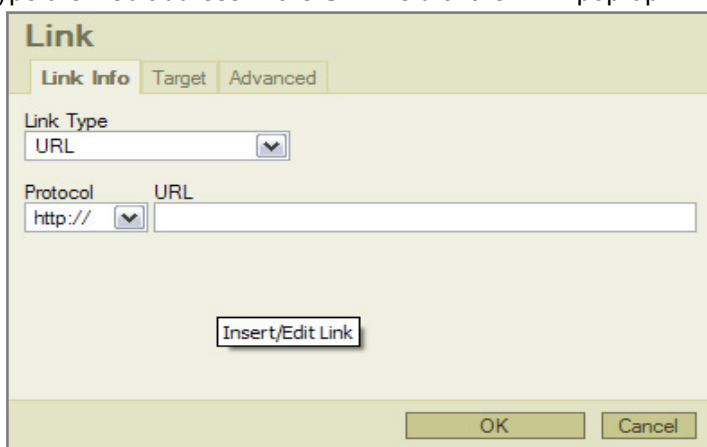 Link
Link Info Target Advanced
Link Type
URL
Protocol URL
http://
Insert/Edit Link
OK Cancel